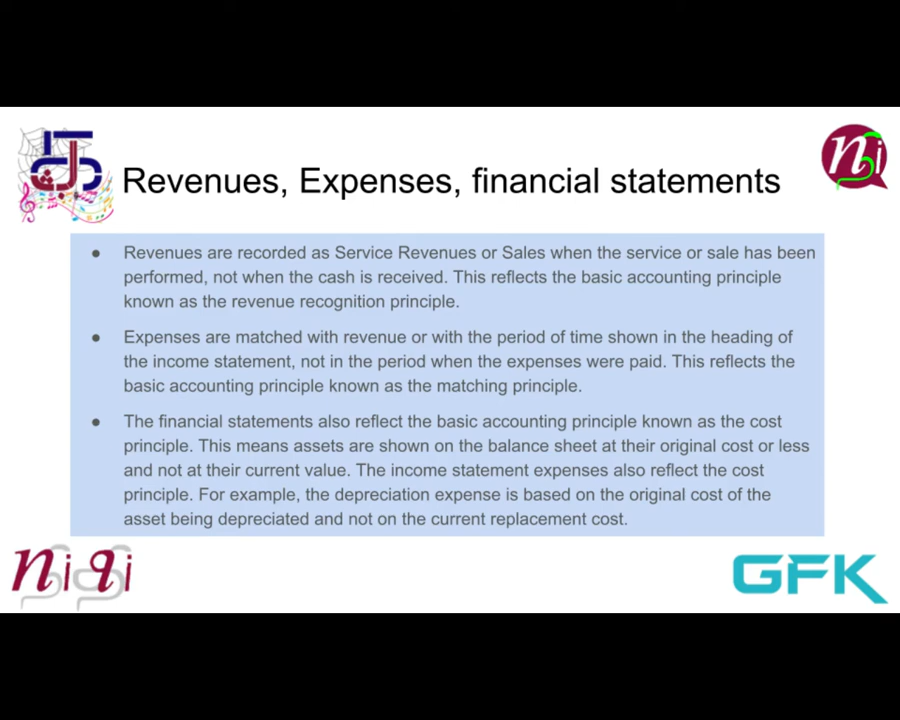 Revenues, Expenses, financial statements
ni
● Revenues are recorded as Service Revenues or Sales when the service or sale has been
performed, not when the cash is received. This reflects the basic accounting principle
known as the revenue recognition principle.
● Expenses are matched with revenue or with the period of time shown in the heading of
the income statement, not in the period when the expenses were paid. This reflects the
basic accounting principle known as the matching principle.
● The financial statements also reflect the basic accounting principle known as the cost
principle. This means assets are shown on the balance sheet at their original cost or less
and not at their current value. The income statement expenses also reflect the cost
principle. For example, the depreciation expense is based on the original cost of the
asset being depreciated and not on the current replacement cost.
niqi
GFK